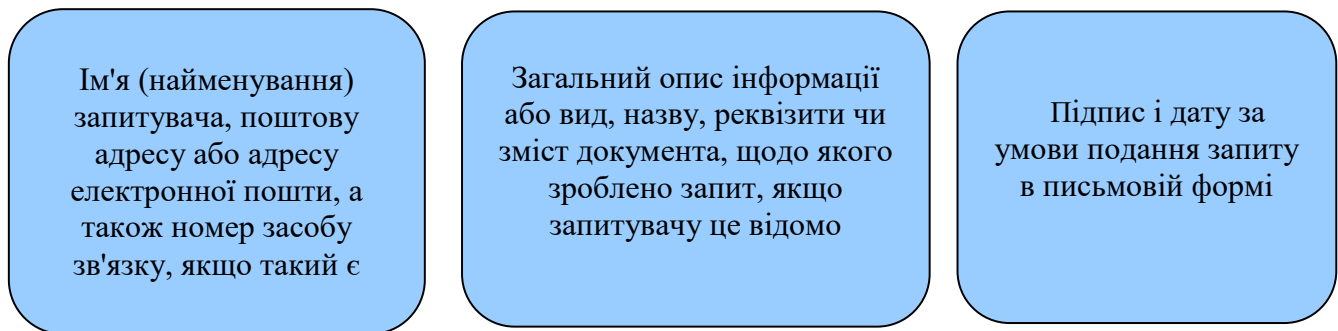 Ім'я (найменування)
запитувача, поштову
адресу або адресу
електронної пошти, а
також номер засобу
зв'язку, якщо такий є
Загальний опис інформації
або вид, назву, реквізити чи
зміст документа, щодо якого
зроблено запит, якщо
запитувачу це відомо
Підпис і дату за
умови подання запиту
в письмовій формі